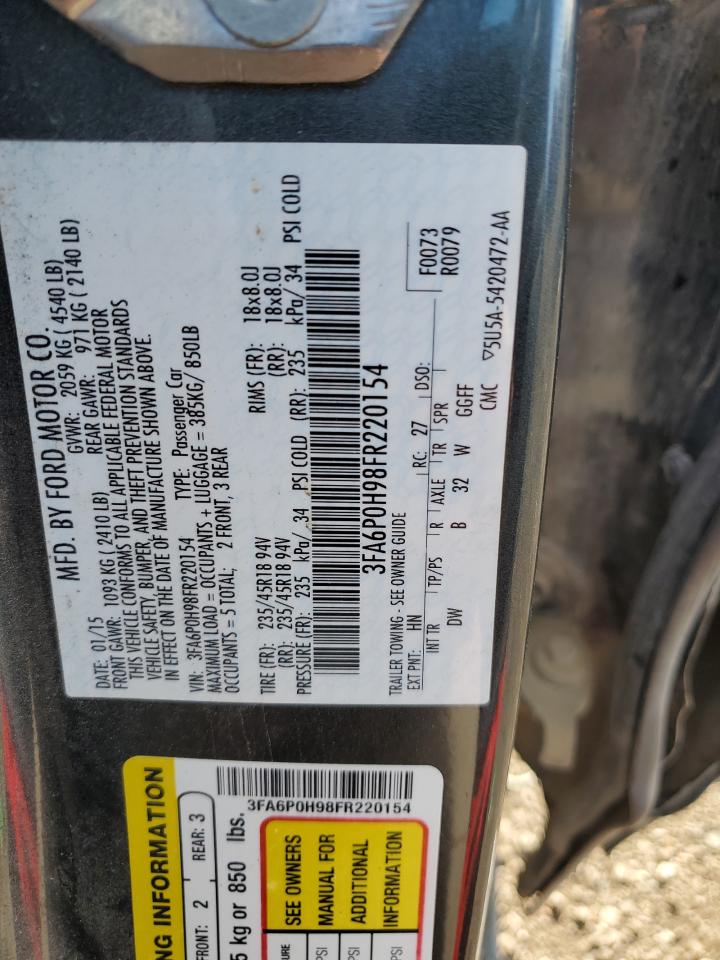 MFD. BY FORD MOTOR CO.
DATE: 01/15 GVWR: 2059 KG ( 4540 LB)
FRONT GAWR: 1093 KG ( 2410 LB) REAR GAWR: 971 KG ( 2140 LB)
THIS VEHICLE CONFORMS TO ALL APPLICABLE FEDERAL MOTOR
VEHICLE SAFETY, BUMPER, AND THEFT PREVENTION STANDARDS
IN EFFECT ON THE DATE OF MANUFACTURE SHOWN ABOVE.
VIN: 3FA6P0H98FR220154 TYPE: Passenger Car
MAXIMUM LOAD = OCCUPANTS + LUGGAGE = 385KG/ 850LB
OCCUPANTS = 5 TOTAL; 2 FRONT, 3 REAR
TIRE (FR): 235/45R18 94V RIMS (FR): 18x8.0J
(RR): 235/45R18 94V (RR): 18x8.0J
PRESSURE (FR): 235 kPa/ 34 PSI COLD (RR): 235 kPa/ 34 PSI COLD
3FA6P0H98FR220154
TRAILER TOWING - SEE OWNER GUIDE F0073
R0079
EXT PNT: HN RC: 27 DSO:
INT TR TP/PS R AXLE TR SPR
DW B 32 W GGFF
CMC ▽5U5A-5420472-AA
NG INFORMATION
FRONT: 2 REAR: 3
5 kg or 850 lbs.
3FA6P0H98FR220154
SEE OWNERS
MANUAL FOR
ADDITIONAL
INFORMATION
PSI
PSI
PSI